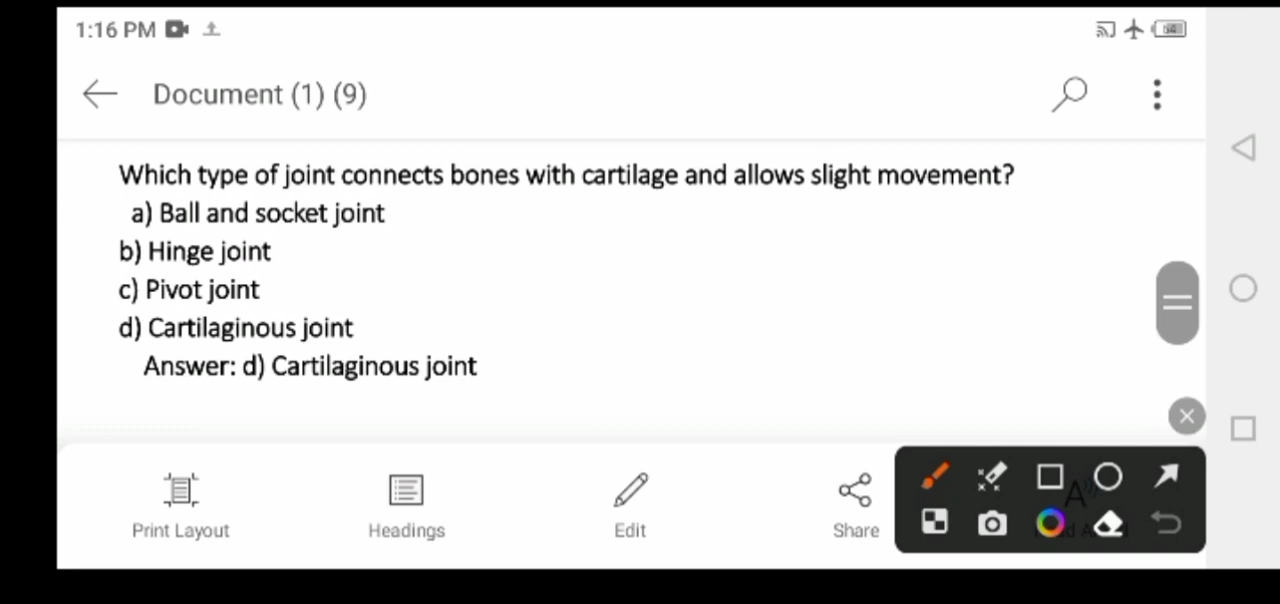 1:16 PM
Document (1) (9)
Which type of joint connects bones with cartilage and allows slight movement?
a) Ball and socket joint
b) Hinge joint
c) Pivot joint
d) Cartilaginous joint
Answer: d) Cartilaginous joint
Print Layout
Headings
Edit
Share